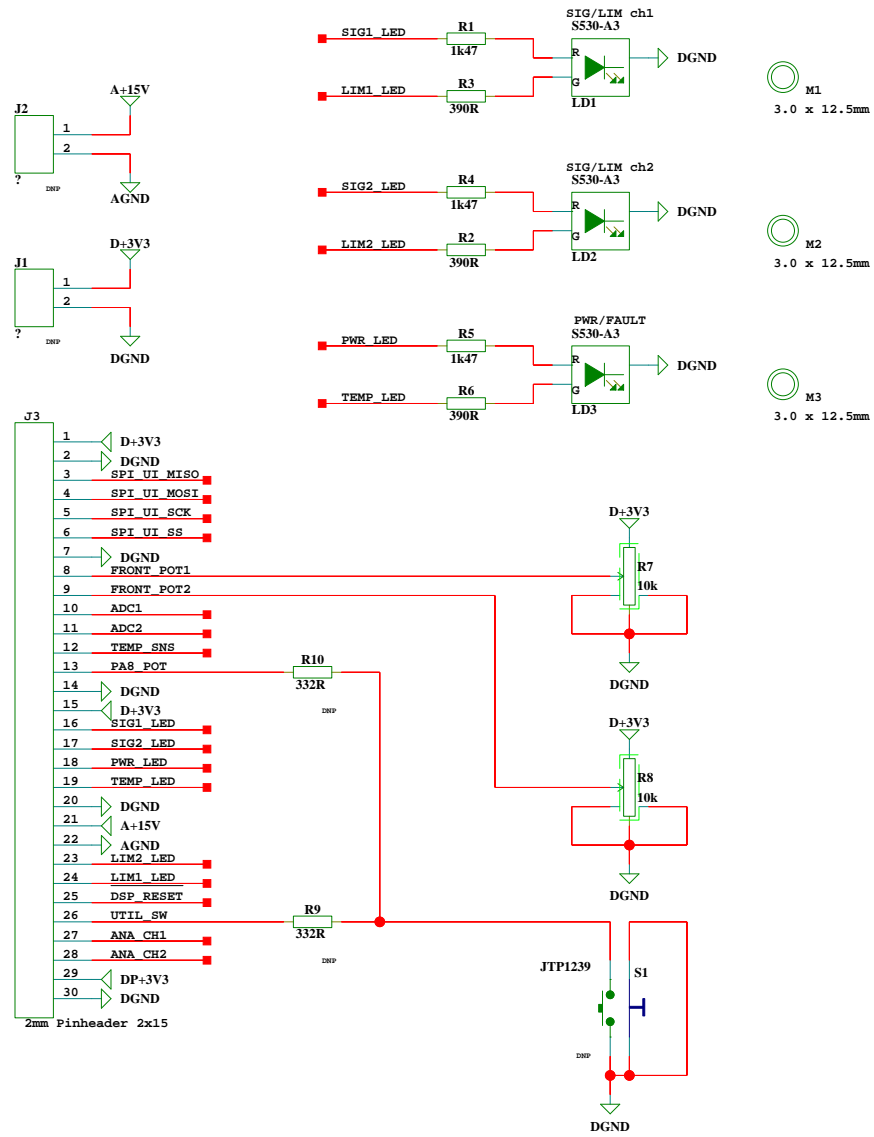 SIG/LIM ch1
S530-A3
SIG1_LED
R1
1k47
R
G
DGND
LIM1_LED
R3
390R
LD1
M1
3.0 x 12.5mm
A+15V
J2
1
2
?
DNP
AGND
SIG/LIM ch2
S530-A3
SIG2_LED
R4
1k47
R
G
DGND
LIM2_LED
R2
390R
LD2
M2
3.0 x 12.5mm
D+3V3
J1
1
2
?
DNP
DGND
PWR/FAULT
S530-A3
PWR_LED
R5
1k47
R
G
DGND
TEMP_LED
R6
390R
LD3
M3
3.0 x 12.5mm
J3
1 D+3V3
2 DGND
3 SPI_UI_MISO
4 SPI_UI_MOSI
5 SPI_UI_SCK
6 SPI_UI_SS
7 DGND
8 FRONT_POT1
9 FRONT_POT2
10 ADC1
11 ADC2
12 TEMP_SNS
13 PA8_POT
14 DGND
15 D+3V3
16 SIG1_LED
17 SIG2_LED
18 PWR_LED
19 TEMP_LED
20 DGND
21 A+15V
22 AGND
23 LIM2_LED
24 LIM1_LED
25 DSP_RESET
26 UTIL_SW
27 ANA_CH1
28 ANA_CH2
29 DP+3V3
30 DGND
2mm Pinheader 2x15
R10
332R
DNP
R9
332R
DNP
D+3V3
R7
10k
DGND
D+3V3
R8
10k
DGND
JTP1239
S1
DNP
DGND